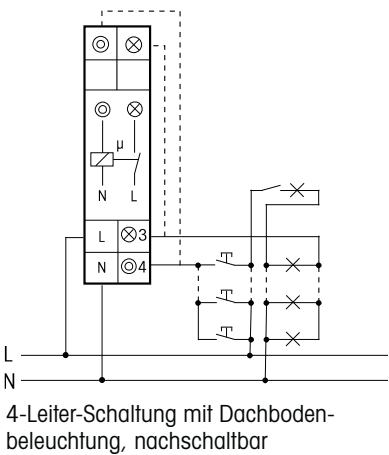 µ
N L
L 3
N 4
L
N
4-Leiter-Schaltung mit Dachboden-
beleuchtung, nachschaltbar